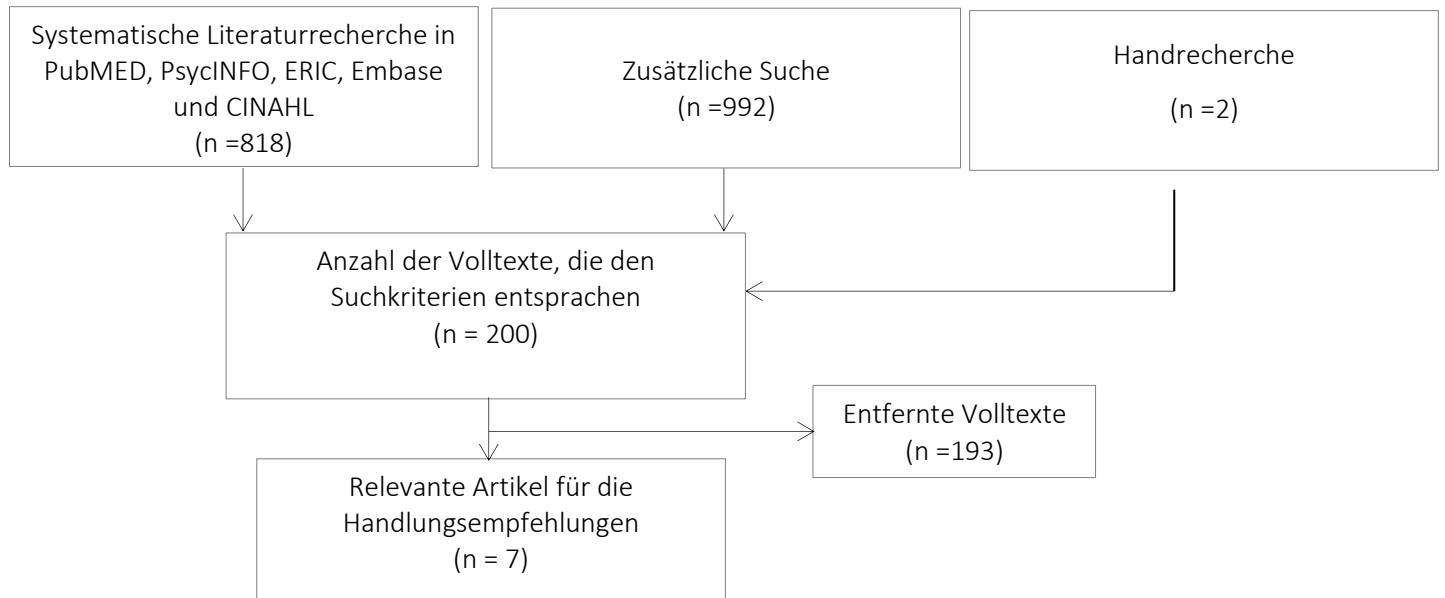 Systematische Literaturrecherche in
PubMED, PsycINFO, ERIC, Embase
und CINAHL
(n =818)
Zusätzliche Suche
(n =992)
Handrecherche
(n =2)
Anzahl der Volltexte, die den
Suchkriterien entsprachen
(n = 200)
Entfernte Volltexte
(n =193)
Relevante Artikel für die
Handlungsempfehlungen
(n = 7)